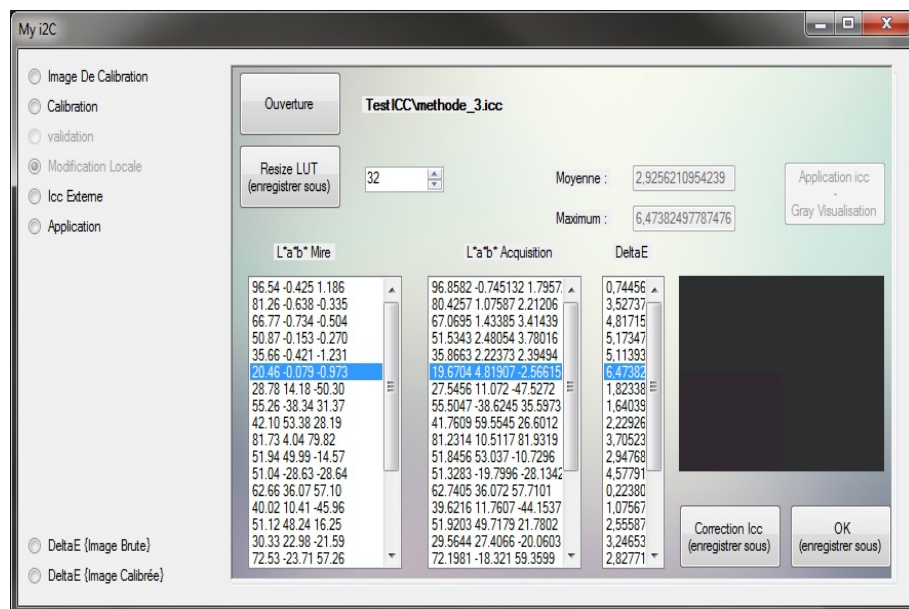 My i2C
Image De Calibration
Calibration
validation
Modification Locale
Icc Externe
Application
DeltaE {Image Brute}
DeltaE {Image Calibrée}
Ouverture
TestICC\methode_3.icc
Resize LUT
(enregistrer sous)
32
Moyenne :
2,9256210954239
Maximum :
6,47382497787476
Application icc
-
Gray Visualisation
L*a*b* Mire
L*a*b* Acquisition
DeltaE
96.54 -0.425 1.186
81.26 -0.638 -0.335
66.77 -0.734 -0.504
50.87 -0.153 -0.270
35.66 -0.421 -1.231
20.46 -0.079 -0.973
28.78 14.18 -50.30
55.26 -38.34 31.37
42.10 53.38 28.19
81.73 4.04 79.82
51.94 49.99 -14.57
51.04 -28.63 -28.64
62.66 36.07 57.10
40.02 10.41 -45.96
51.12 48.24 16.25
30.33 22.98 -21.59
72.53 -23.71 57.26
96.8582 -0.745132 1.7957
80.4257 1.07587 2.21206
67.0695 1.43385 3.41439
51.5343 2.48054 3.78016
35.8663 2.22373 2.39494
19.6704 4.81907 -2.56615
27.5456 11.072 -47.5272
55.5047 -38.6245 35.5973
41.7609 59.5545 26.6012
81.2314 10.5117 81.9319
51.8456 53.037 -10.7296
51.3283 -19.7996 -28.1342
62.7405 36.072 57.7101
39.6216 11.7607 -44.1537
51.9203 49.7179 21.7802
29.5644 27.4066 -20.0603
72.1981 -18.321 59.3599
0,74456
3,52737
4,81715
5,17347
5,11393
6,47382
1,82338
1,64039
2,22926
3,70523
2,94768
4,57791
0,22380
1,07567
2,55587
3,24653
2,82771
Correction Icc
(enregistrer sous)
OK
(enregistrer sous)